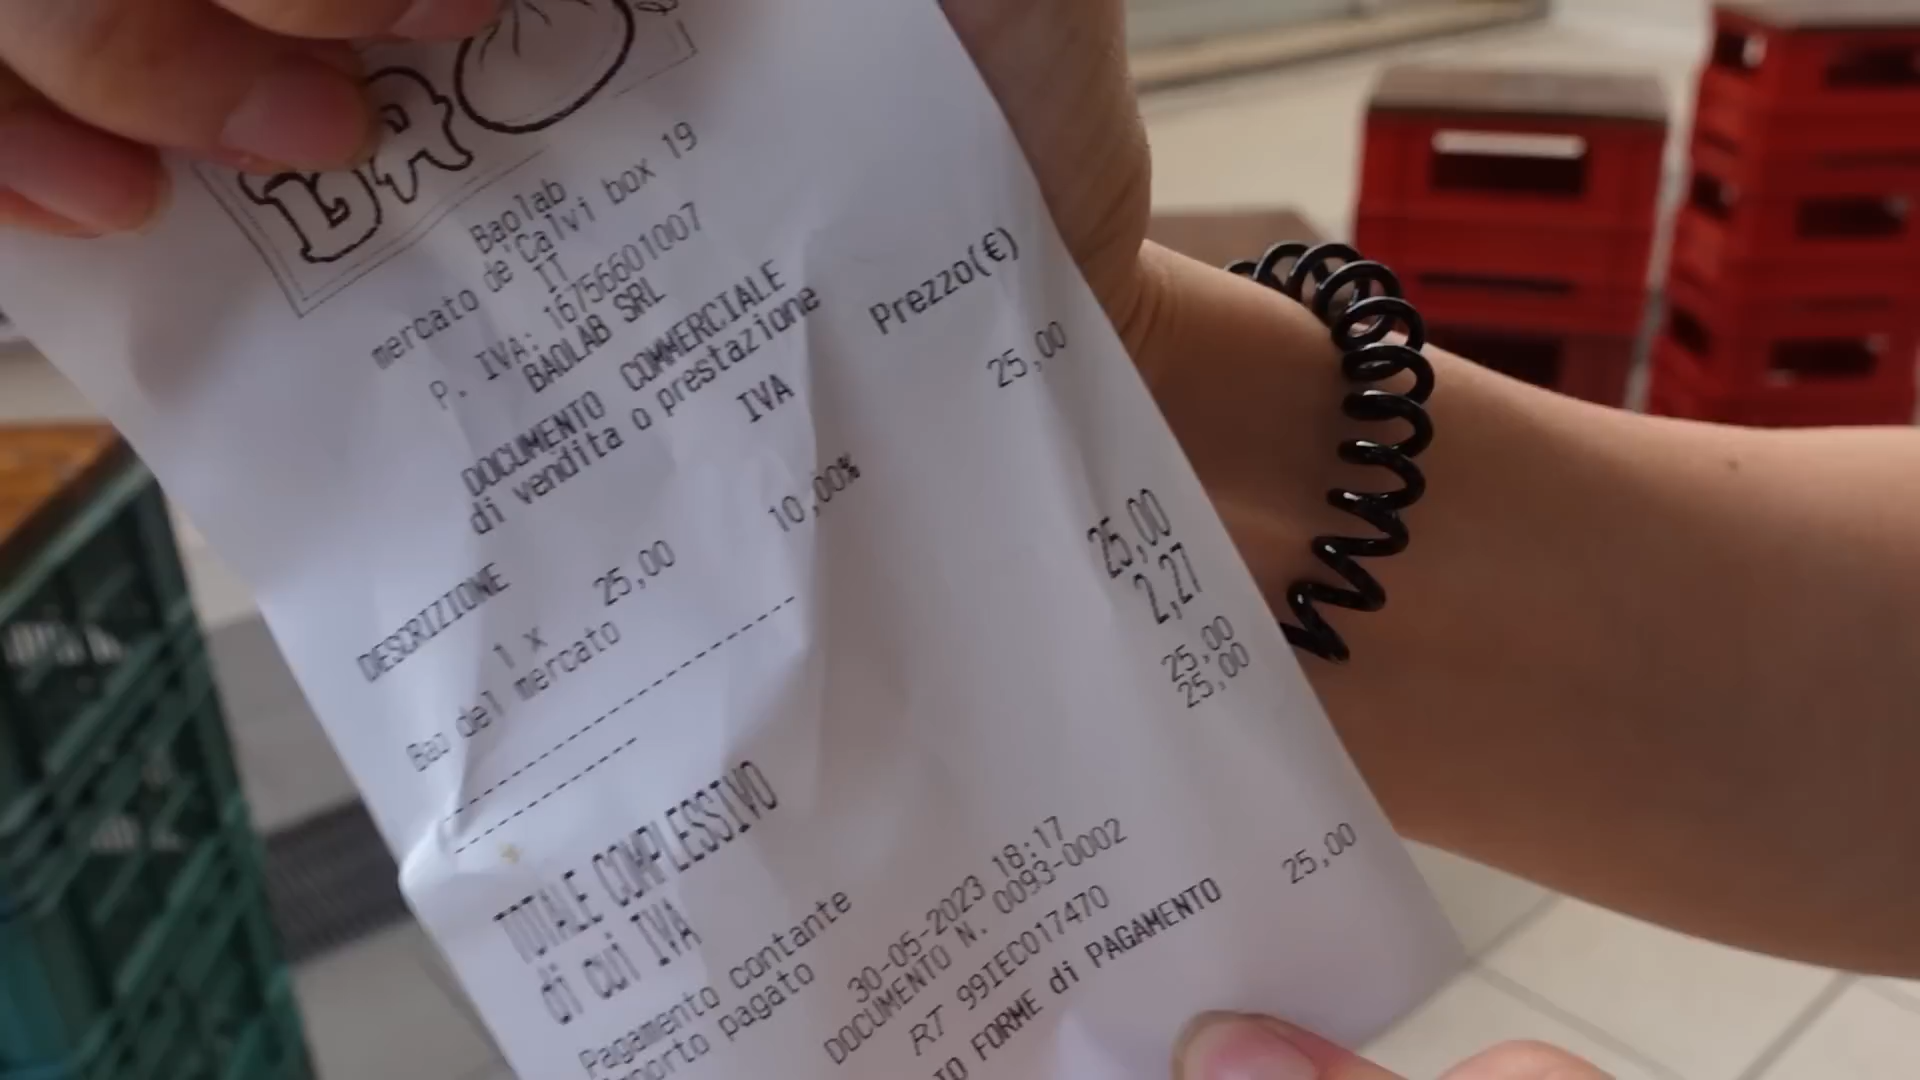 BAO
Baolab
mercato de'Calvi box 19
IT
P. IVA: 16756601007
BAOLAB SRL
DOCUMENTO COMMERCIALE
di vendita o prestazione
DESCRIZIONE IVA Prezzo(€)
1 x 25,00
Bao del mercato 10,00% 25,00
TOTALE COMPLESSIVO 25,00
di cui IVA 2,27
Pagamento contante 25,00
pagato 25,00
30-05-2023 18:17
DOCUMENTO N. 0093-0002
RT 99IEC017470
FORME di PAGAMENTO
25,00